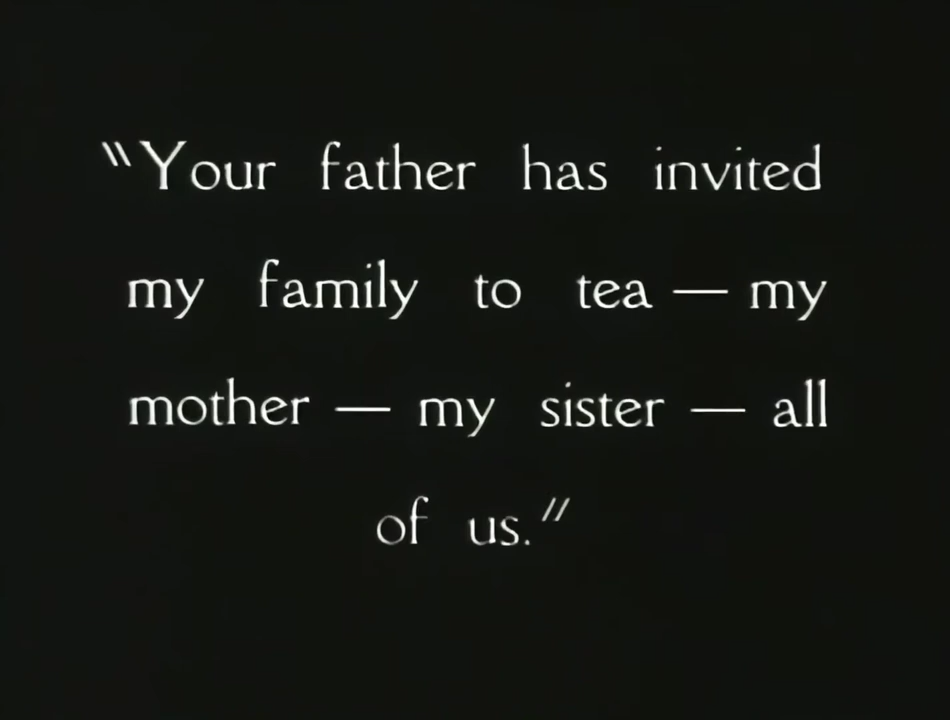 “Your father has invited
my family to tea — my
mother — my sister — all
of us.”